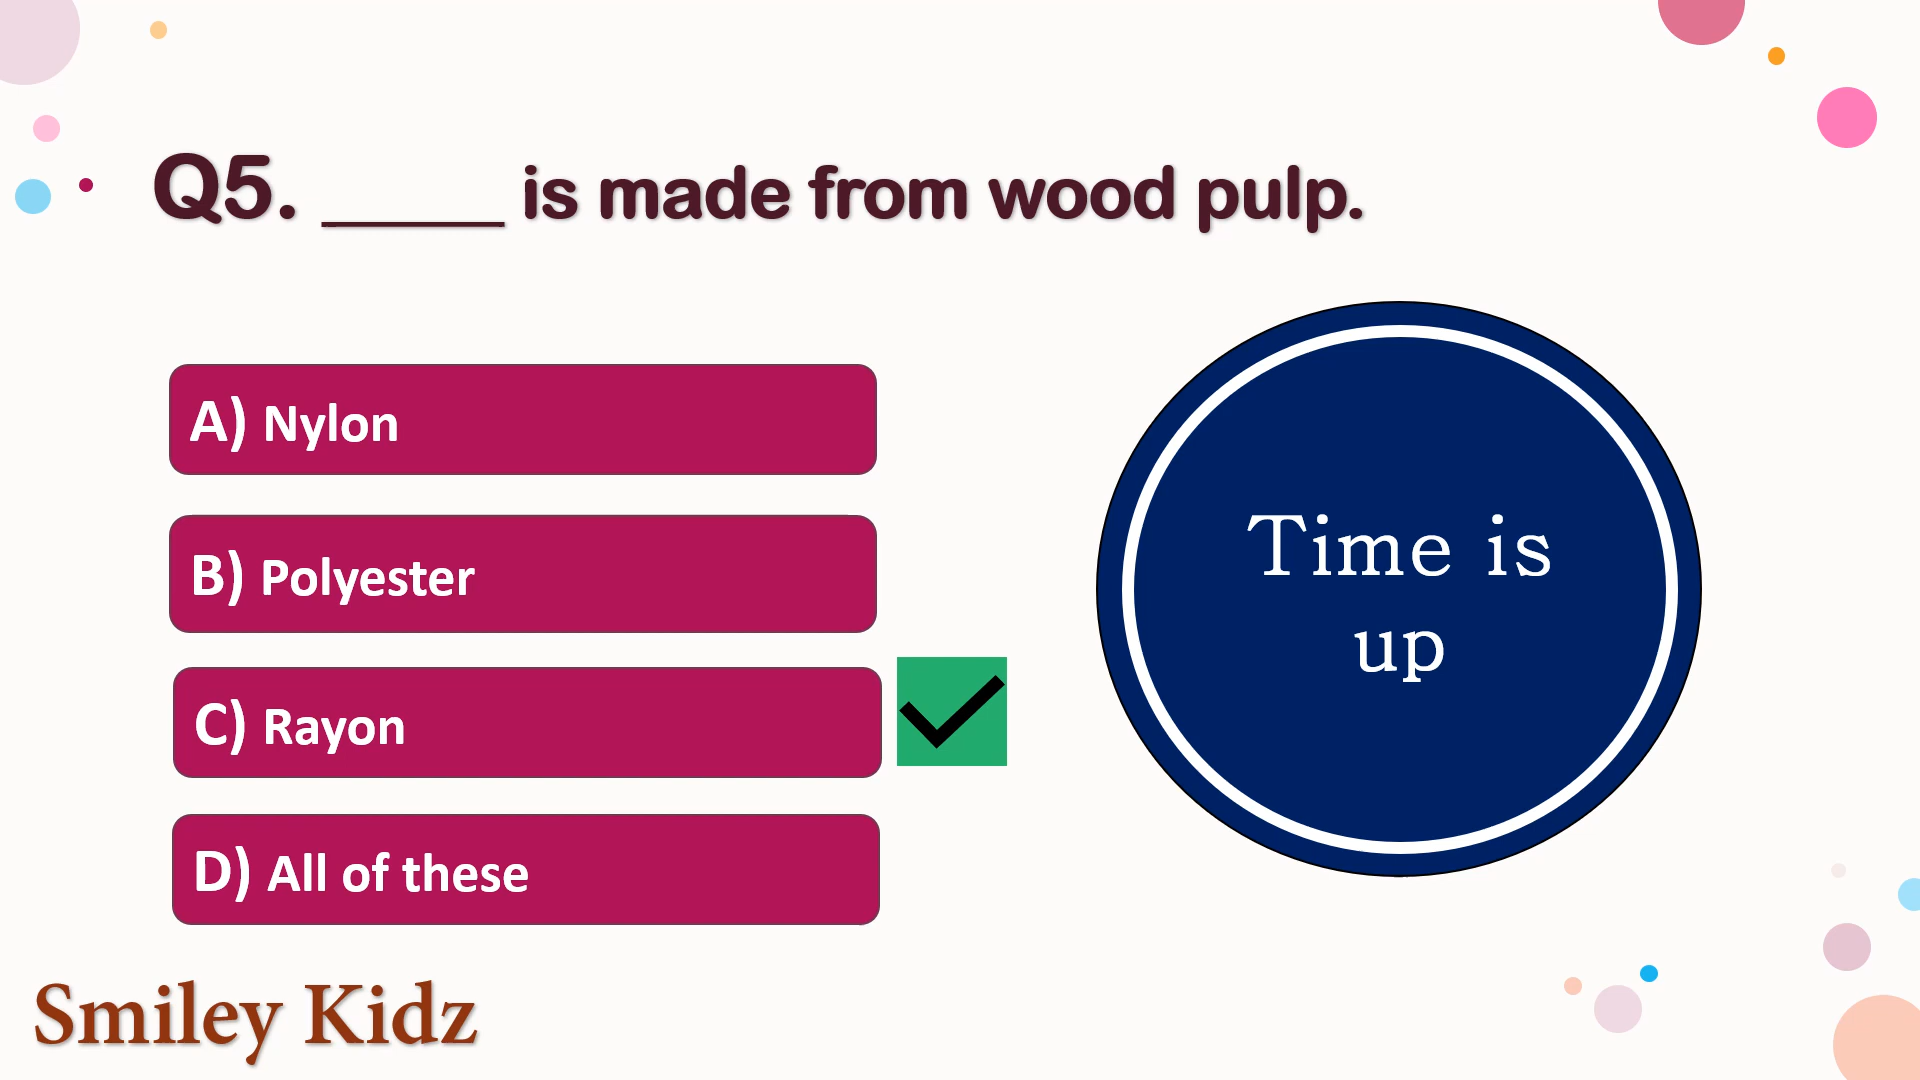 Q5. _____ is made from wood pulp.
A) Nylon
B) Polyester
C) Rayon
D) All of these
Time is
up
Smiley Kidz